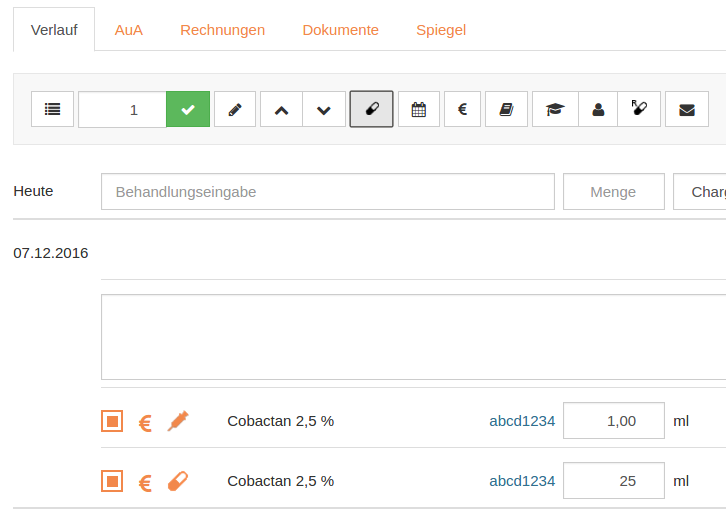 Verlauf AuA Rechnungen Dokumente Spiegel
1 € R
Heute Behandlungseingabe Menge Charg
07.12.2016
€ Cobactan 2,5 % abcd1234 1,00 ml
€ Cobactan 2,5 % abcd1234 25 ml